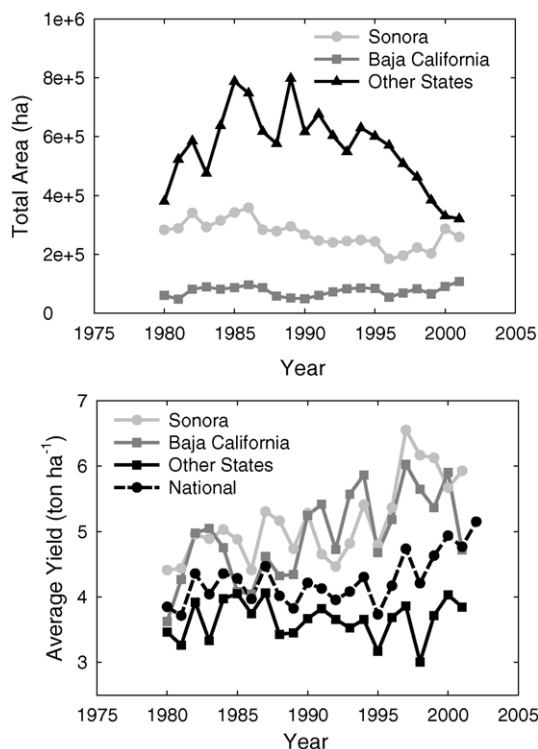 1e+6
8e+5
6e+5
4e+5
2e+5
0
Total Area (ha)
Sonora
Baja California
Other States
1975 1980 1985 1990 1995 2000 2005
Year
7
6
5
4
3
Average Yield (ton ha⁻¹)
Sonora
Baja California
Other States
National
1975 1980 1985 1990 1995 2000 2005
Year